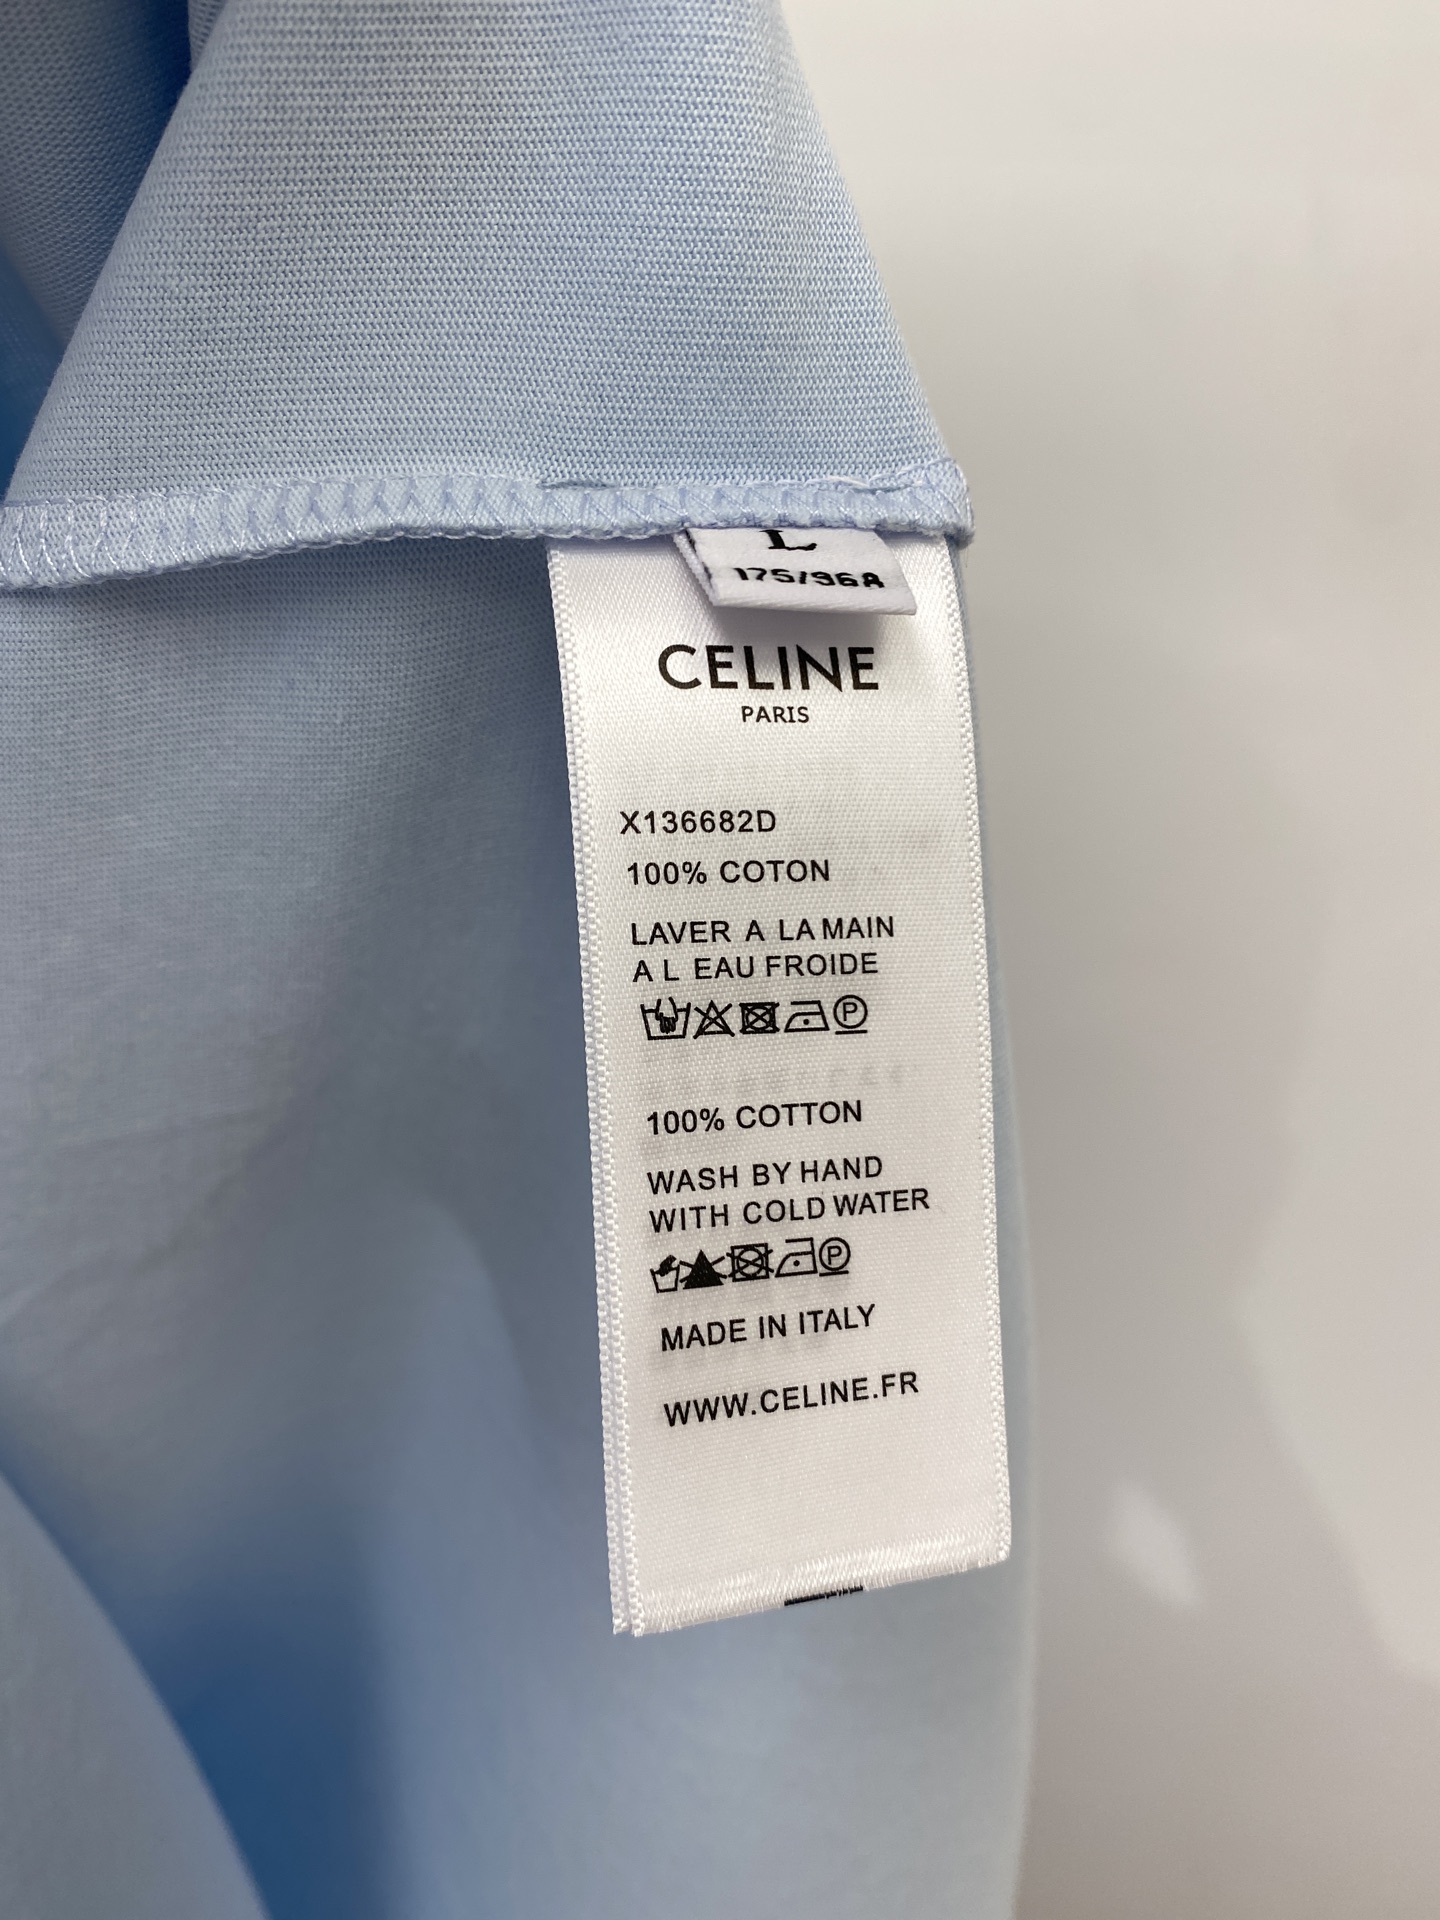 L
175/96A
CELINE
PARIS
X136682D
100% COTON
LAVER A LA MAIN
A L EAU FROIDE
P
100% COTTON
WASH BY HAND
WITH COLD WATER
P
MADE IN ITALY
WWW.CELINE.FR